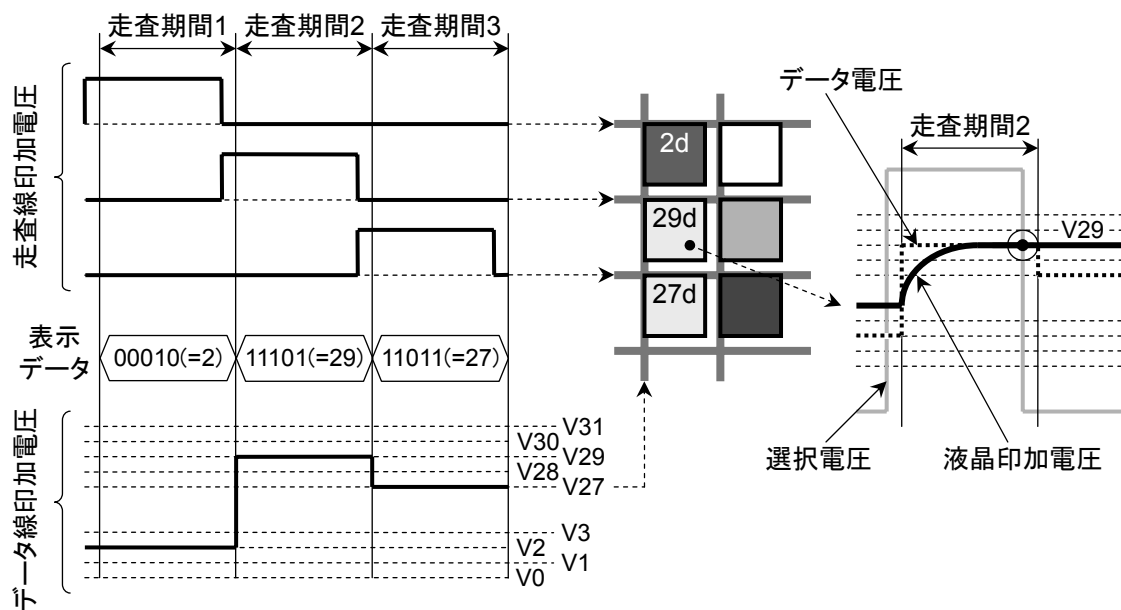 走査期間1
走査期間2
走査期間3
走査線印加電圧
データ電圧
走査期間2
2d
29d
27d
V29
選択電圧
液晶印加電圧
表示
データ
00010(=2)
11101(=29)
11011(=27)
データ線印加電圧
V31
V30
V29
V28
V27
V3
V2
V1
V0